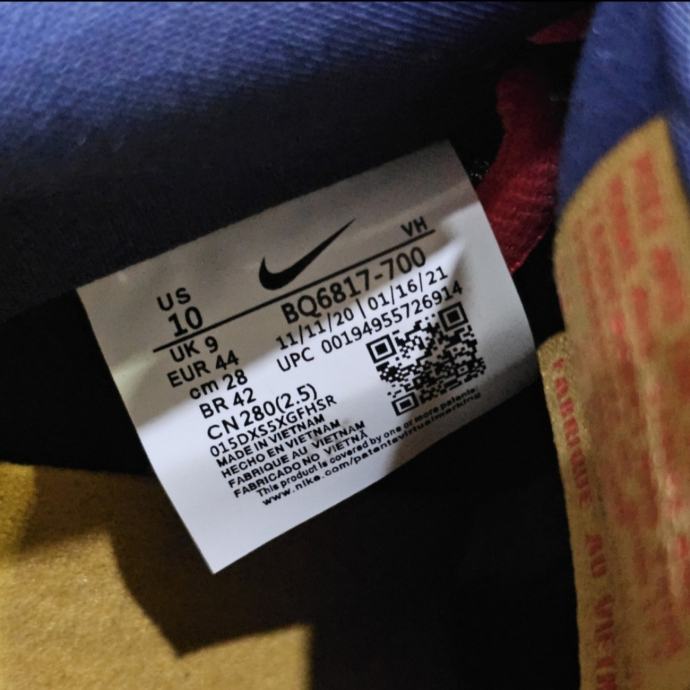 VH
US
10
BQ6817-700
UK 9
11/11/20 | 01/16/21
EUR 44
UPC 00194955726914
cm 28
BR 42
CN 280(2.5)
015DXS5XGFHSR
MADE IN VIETNAM
HECHO EN VIETNAM
FABRIQUE AU VIETNAM
FABRICADO NO VIETNÃ
This product is covered by one or more patents.
www.nike.com/patentsvirtualmarking
FABRIQUE AU